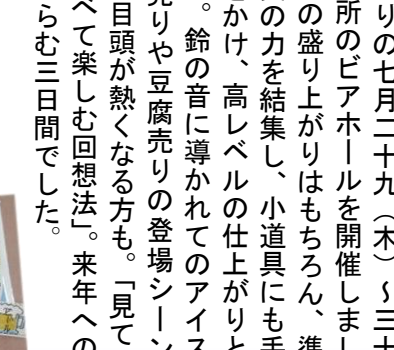 りの七月二十九（木）～三十
所のビアホールを開催しまし
の盛り上がりはもちろん、準
の力を結集し、小道具にも手
をかけ、高レベルの仕上がりと
。鈴の音に導かれてのアイス
売りや豆腐売りの登場シーン
目頭が熱くなる方も。「見て
べて楽しむ回想法」。来年への
らむ三日間でした。